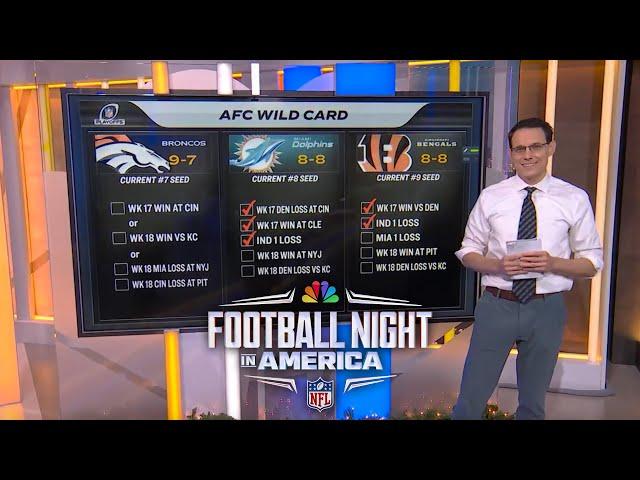 NFL
PLAYOFFS
AFC WILD CARD
BRONCOS
9-7
CURRENT #7 SEED
WK 17 WIN AT CIN
or
WK 18 WIN VS KC
or
WK 18 MIA LOSS AT NYJ
WK 18 CIN LOSS AT PIT
MIAMI
Dolphins
8-8
CURRENT #8 SEED
WK 17 DEN LOSS AT CIN
WK 17 WIN AT CLE
IND 1 LOSS
WK 18 WIN AT NYJ
WK 18 DEN LOSS VS KC
CINCINNATI
BENGALS
8-8
CURRENT #9 SEED
WK 17 WIN VS DEN
IND 1 LOSS
MIA 1 LOSS
WK 18 WIN AT PIT
WK 18 DEN LOSS VS KC
FOOTBALL NIGHT
IN AMERICA
NFL